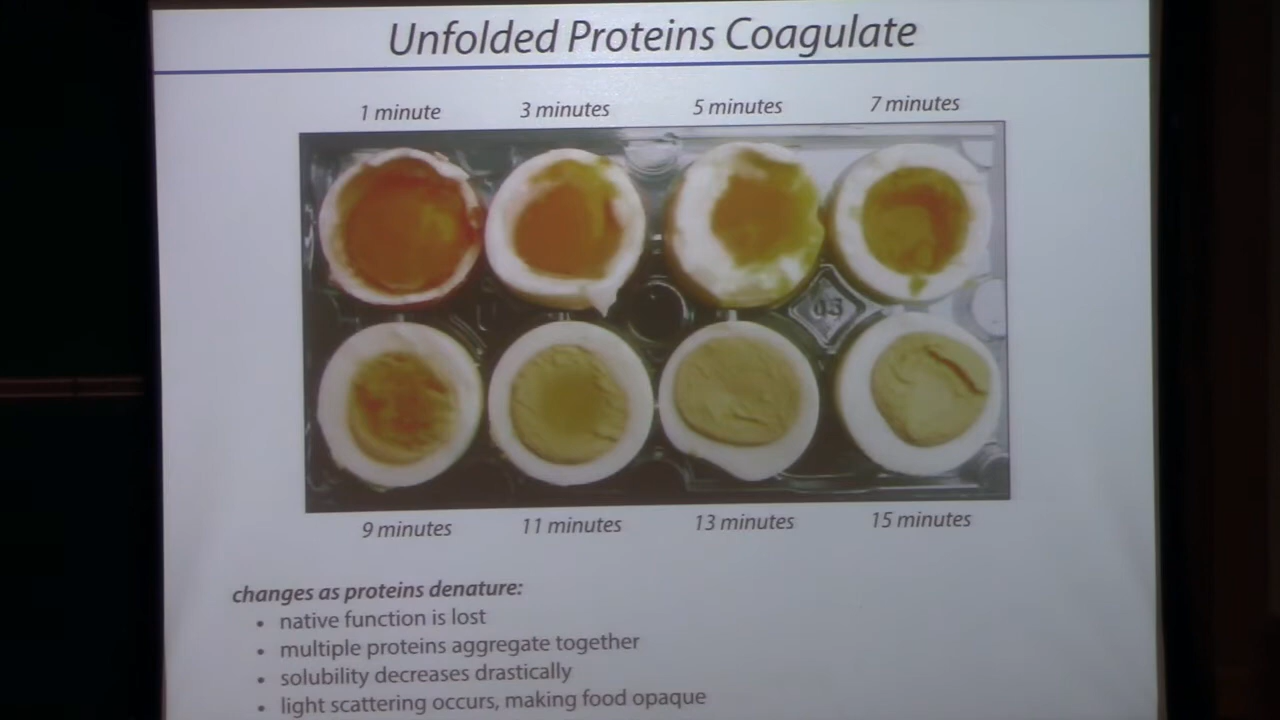 Unfolded Proteins Coagulate
1 minute 3 minutes 5 minutes 7 minutes
03
9 minutes 11 minutes 13 minutes 15 minutes
changes as proteins denature:
• native function is lost
• multiple proteins aggregate together
• solubility decreases drastically
• light scattering occurs, making food opaque